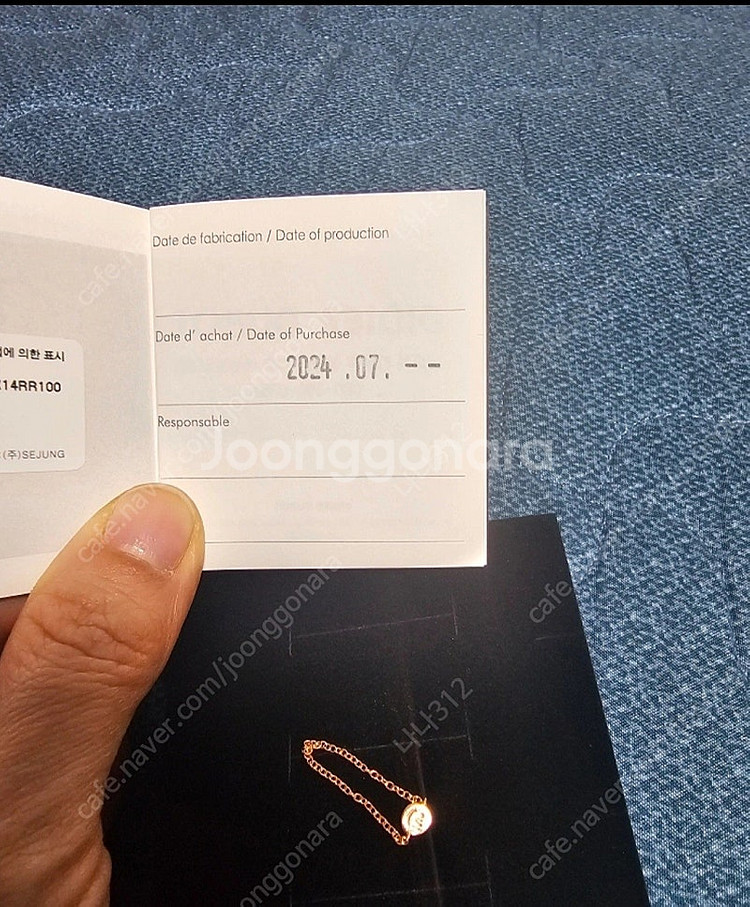 Date de fabrication / Date of production
Date d' achat / Date of Purchase
2024 .07. --
Responsable
에 의한 표시
14RR100
(주)SEJUNG
Joonggonara
cafe.naver.com/joonggonara